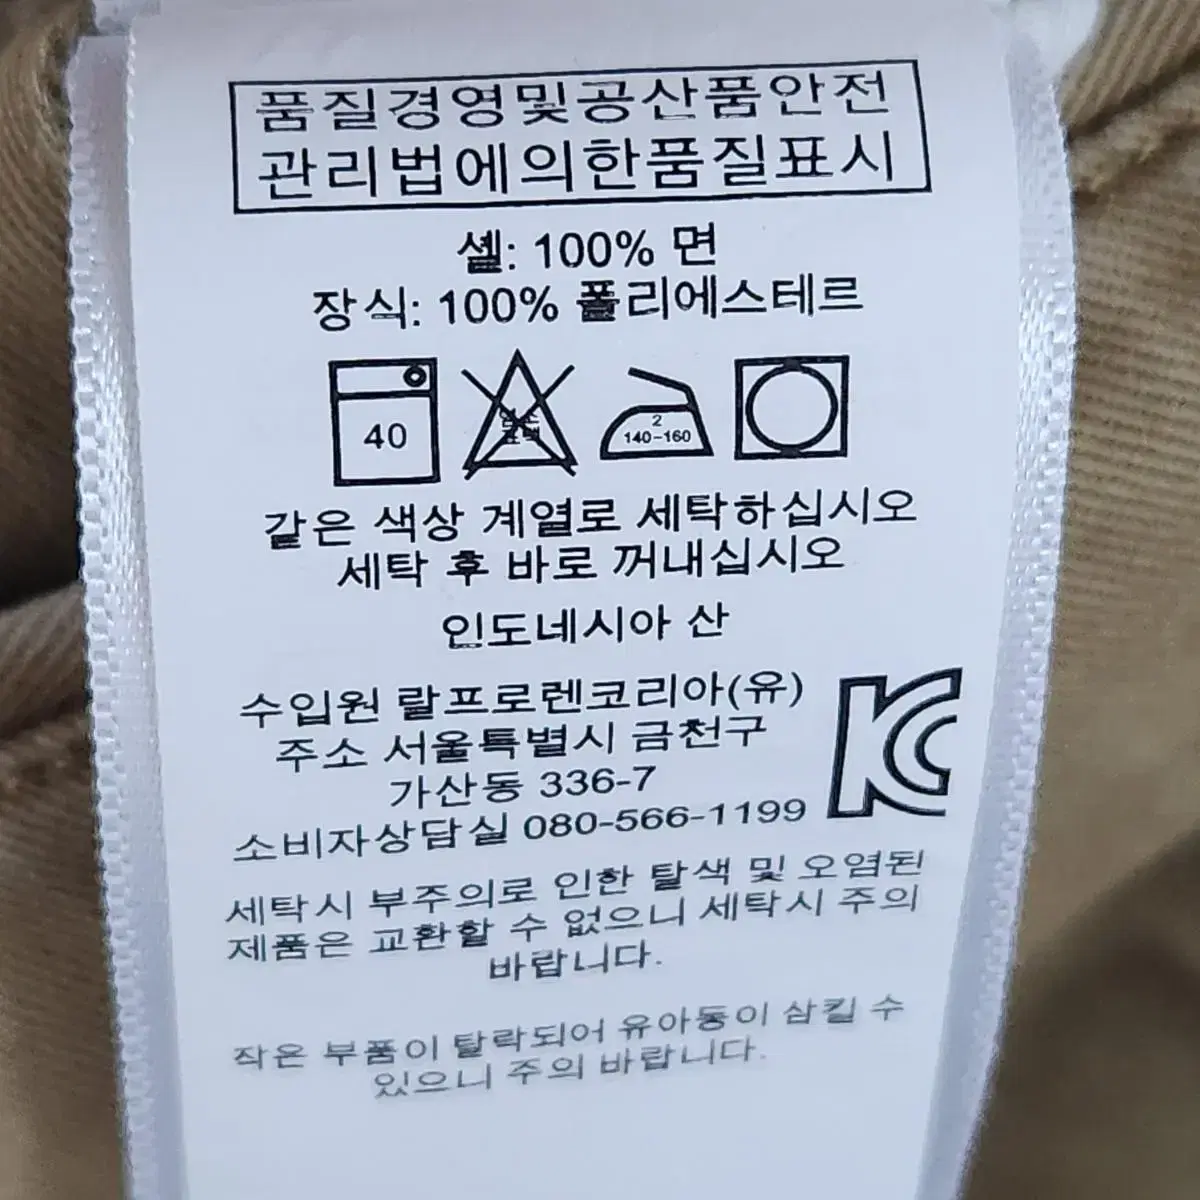 품질경영및공산품안전
관리법에의한품질표시
셸: 100% 면
장식: 100% 폴리에스테르
40
염소
표백
2
140-160
같은 색상 계열로 세탁하십시오
세탁 후 바로 꺼내십시오
인도네시아 산
수입원 랄프로렌코리아(유)
주소 서울특별시 금천구
가산동 336-7
소비자상담실 080-566-1199
세탁시 부주의로 인한 탈색 및 오염된
제품은 교환할 수 없으니 세탁시 주의
바랍니다.
작은 부품이 탈락되어 유아동이 삼킬 수
있으니 주의 바랍니다.